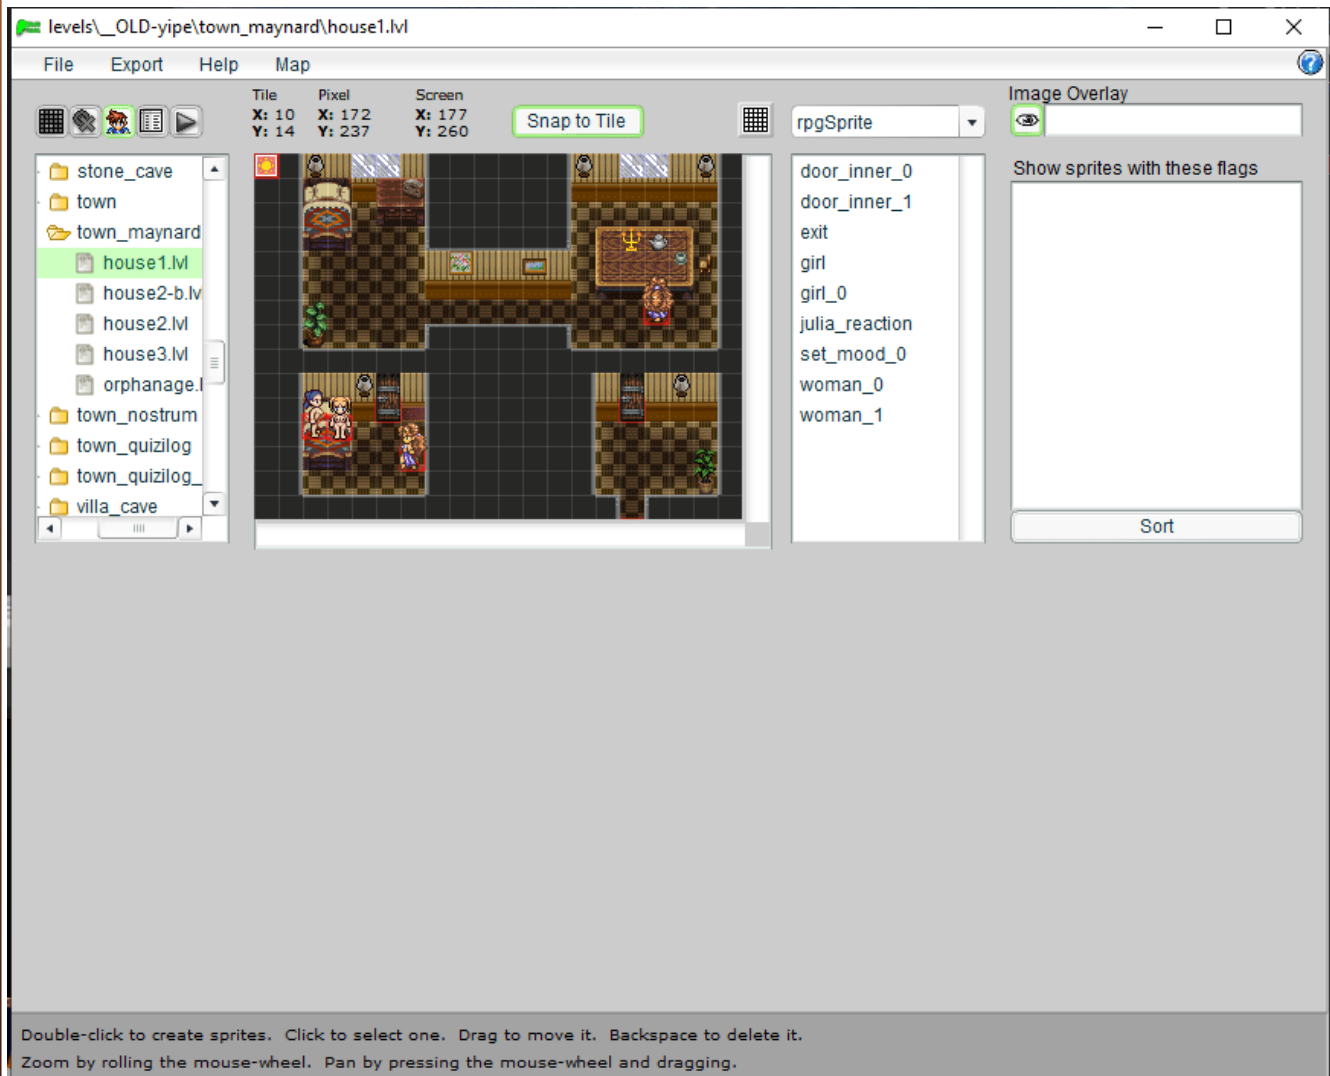 levels\__OLD-yipe\town_maynard\house1.lvl
File Export Help Map
Tile Pixel Screen
X: 10 X: 172 X: 177
Y: 14 Y: 237 Y: 260
Snap to Tile
rpgSprite
Image Overlay
stone_cave
town
town_maynard
house1.lvl
house2-b.lv
house2.lvl
house3.lvl
orphanage.l
town_nostrum
town_quizilog
town_quizilog_
villa_cave
door_inner_0
door_inner_1
exit
girl
girl_0
julia_reaction
set_mood_0
woman_0
woman_1
Show sprites with these flags
Sort
Double-click to create sprites. Click to select one. Drag to move it. Backspace to delete it.
Zoom by rolling the mouse-wheel. Pan by pressing the mouse-wheel and dragging.